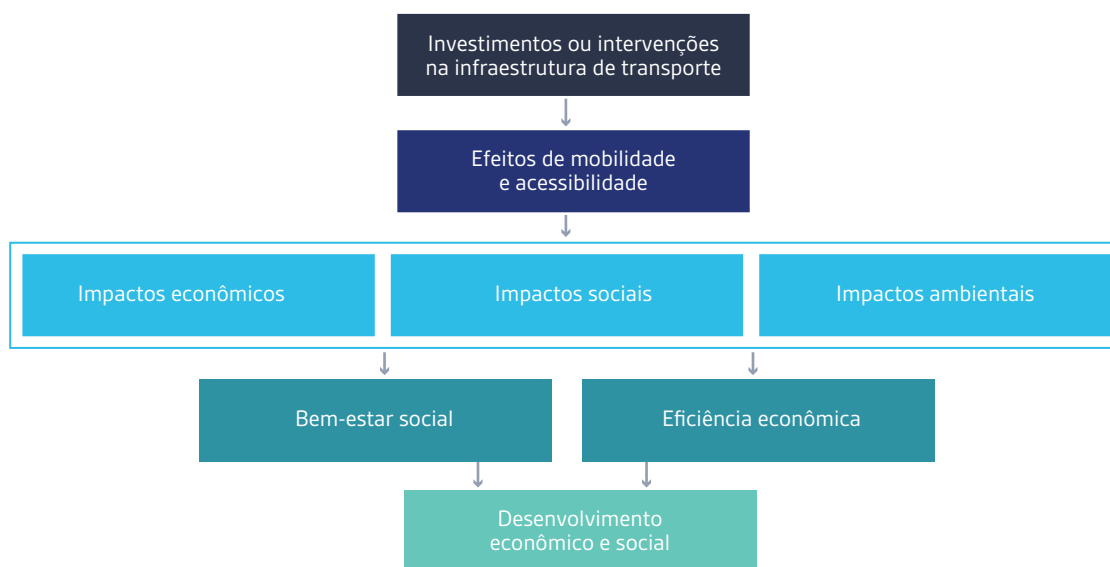 Investimentos ou intervenções
na infraestrutura de transporte
Efeitos de mobilidade
e acessibilidade
Impactos econômicos
Impactos sociais
Impactos ambientais
Bem-estar social
Eficiência econômica
Desenvolvimento
econômico e social